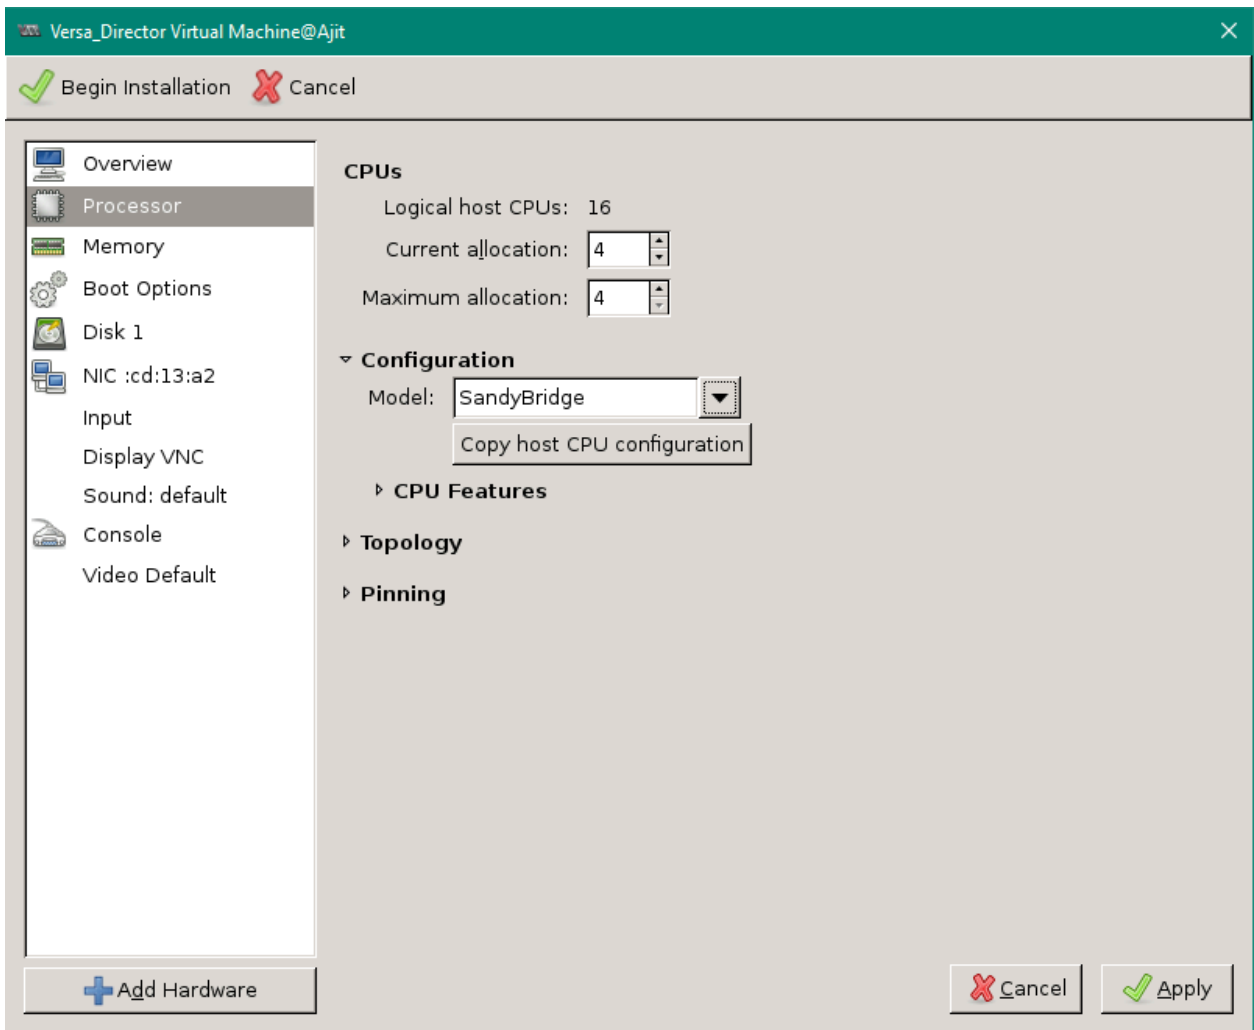 Versa_Director Virtual Machine@Ajit
Begin Installation Cancel
Overview
Processor
Memory
Boot Options
Disk 1
NIC :cd:13:a2
Input
Display VNC
Sound: default
Console
Video Default
Add Hardware
CPUs
Logical host CPUs: 16
Current allocation: 4
Maximum allocation: 4
Configuration
Model: SandyBridge
Copy host CPU configuration
CPU Features
Topology
Pinning
Cancel Apply